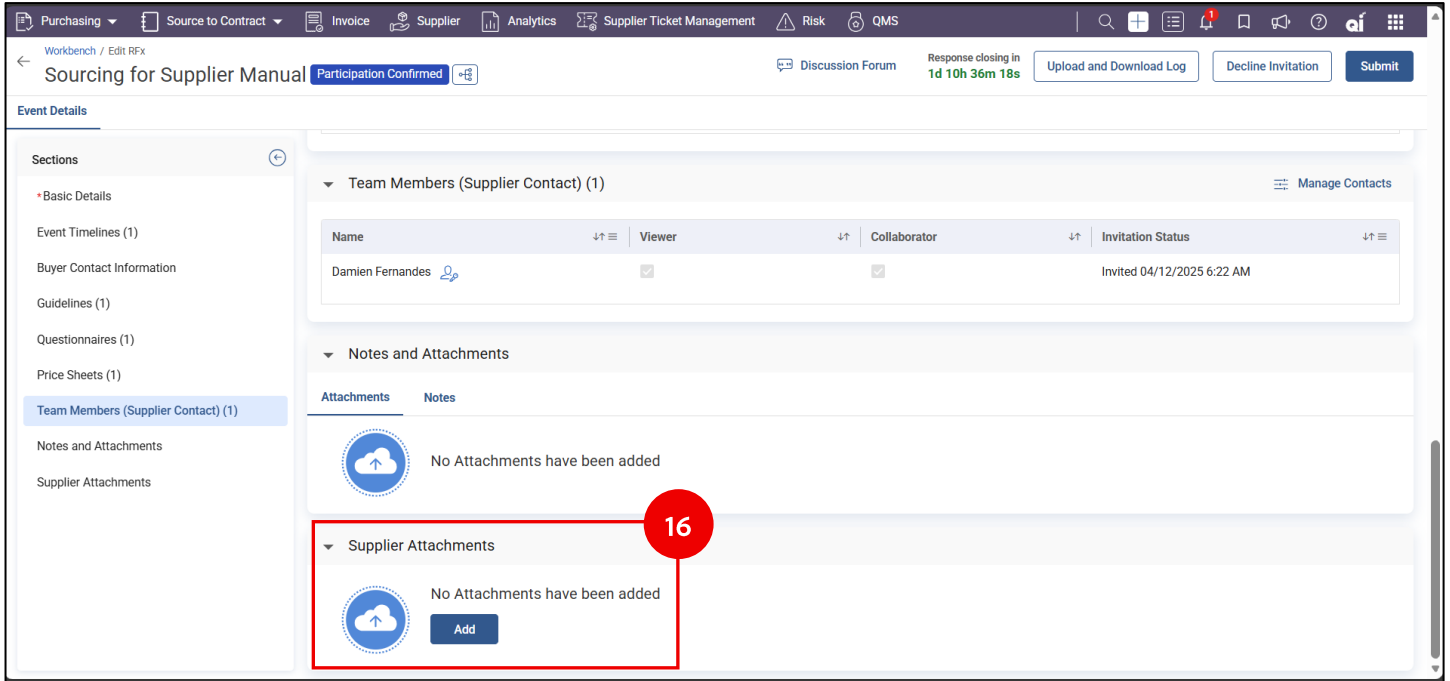 Purchasing Source to Contract Invoice Supplier Analytics Supplier Ticket Management Risk QMS 1 qi
Workbench / Edit RFx
Sourcing for Supplier Manual Participation Confirmed
Discussion Forum
Response closing in
1d 10h 36m 18s
Upload and Download Log Decline Invitation Submit
Event Details
Sections
*Basic Details
Event Timelines (1)
Buyer Contact Information
Guidelines (1)
Questionnaires (1)
Price Sheets (1)
Team Members (Supplier Contact) (1)
Notes and Attachments
Supplier Attachments
Team Members (Supplier Contact) (1) Manage Contacts
Name Viewer Collaborator Invitation Status
Damien Fernandes Invited 04/12/2025 6:22 AM
Notes and Attachments
Attachments Notes
No Attachments have been added
16
Supplier Attachments
No Attachments have been added
Add